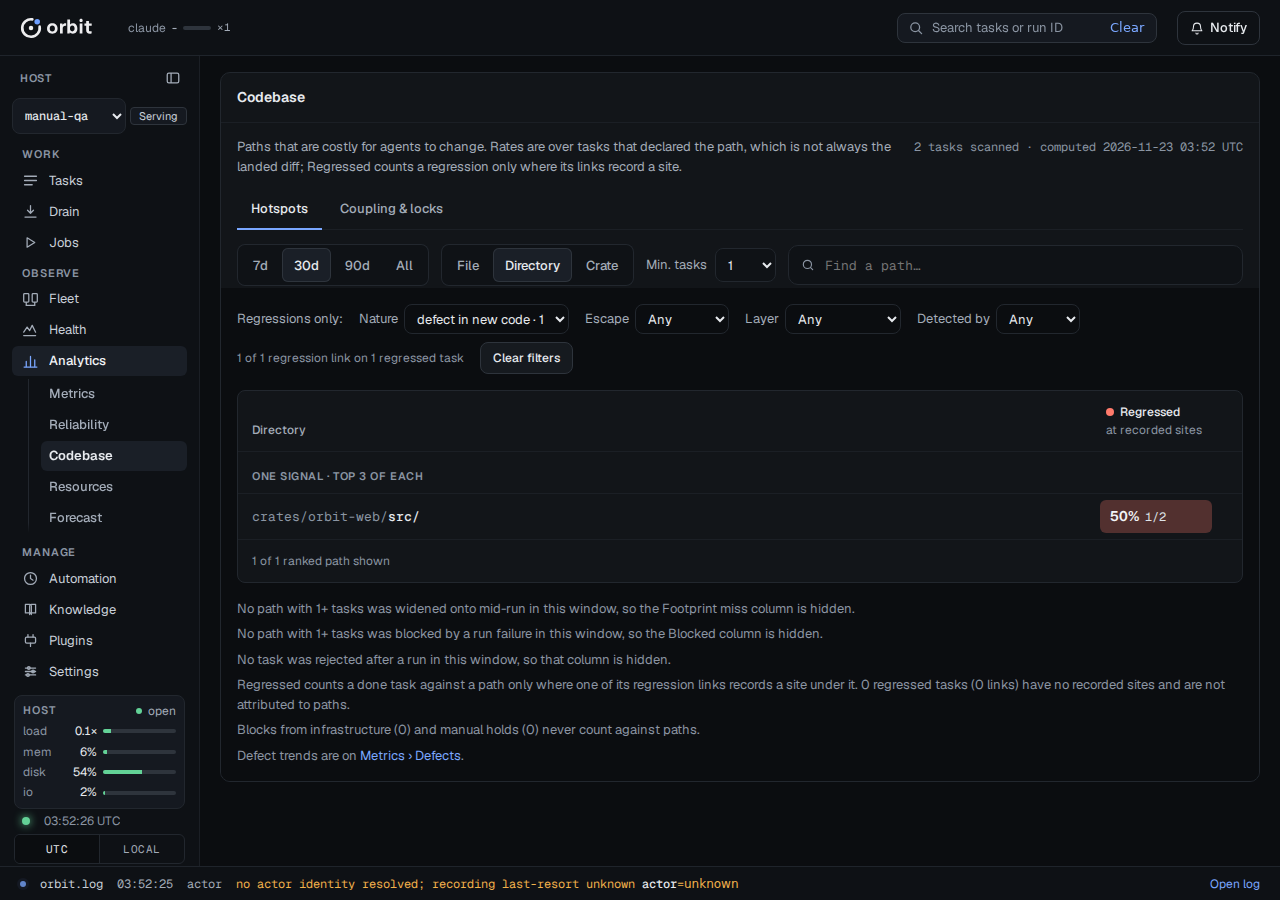 orbit
claude - ×1
Search tasks or run ID
Clear
Notify
HOST
manual-qa
Serving
WORK
Tasks
Drain
Jobs
OBSERVE
Fleet
Health
Analytics
Metrics
Reliability
Codebase
Resources
Forecast
MANAGE
Automation
Knowledge
Plugins
Settings
HOST
open
load 0.1×
mem 6%
disk 54%
io 2%
03:52:26 UTC
UTC LOCAL
Codebase
Paths that are costly for agents to change. Rates are over tasks that declared the path, which is not always the
landed diff; Regressed counts a regression only where its links record a site.
2 tasks scanned · computed 2026-11-23 03:52 UTC
Hotspots Coupling & locks
7d 30d 90d All File Directory Crate Min. tasks 1 Find a path…
Regressions only: Nature defect in new code · 1 Escape Any Layer Any Detected by Any
1 of 1 regression link on 1 regressed task Clear filters
Regressed
Directory at recorded sites
ONE SIGNAL · TOP 3 OF EACH
crates/orbit-web/src/ 50% 1/2
1 of 1 ranked path shown
No path with 1+ tasks was widened onto mid-run in this window, so the Footprint miss column is hidden.
No path with 1+ tasks was blocked by a run failure in this window, so the Blocked column is hidden.
No task was rejected after a run in this window, so that column is hidden.
Regressed counts a done task against a path only where one of its regression links records a site under it. 0 regressed tasks (0 links) have no recorded sites and are not
attributed to paths.
Blocks from infrastructure (0) and manual holds (0) never count against paths.
Defect trends are on Metrics › Defects.
orbit.log 03:52:25 actor no actor identity resolved; recording last-resort unknown actor=unknown
Open log